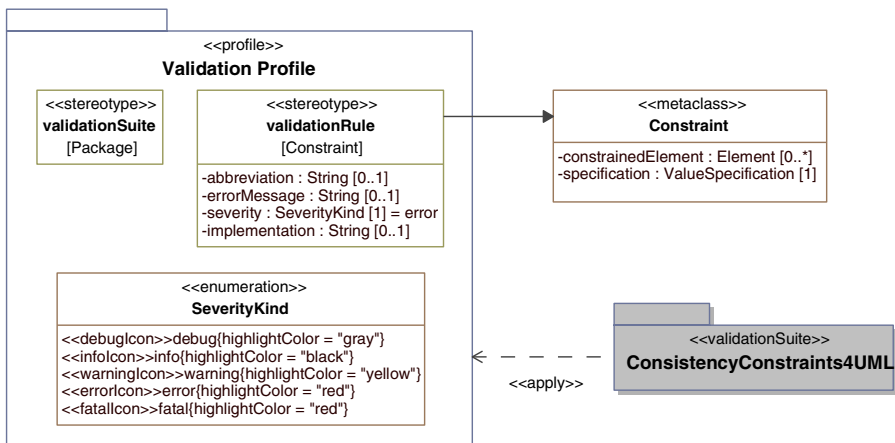 <<profile>>
Validation Profile
<<stereotype>>
validationSuite
[Package]
<<stereotype>>
validationRule
[Constraint]
-abbreviation : String [0..1]
-errorMessage : String [0..1]
-severity : SeverityKind [1] = error
-implementation : String [0..1]
<<metaclass>>
Constraint
-constrainedElement : Element [0..*]
-specification : ValueSpecification [1]
<<enumeration>>
SeverityKind
<<debugIcon>>debug{highlightColor = "gray"}
<<infoIcon>>info{highlightColor = "black"}
<<warningIcon>>warning{highlightColor = "yellow"}
<<errorIcon>>error{highlightColor = "red"}
<<fatalIcon>>fatal{highlightColor = "red"}
<<apply>>
<<validationSuite>>
ConsistencyConstraints4UML